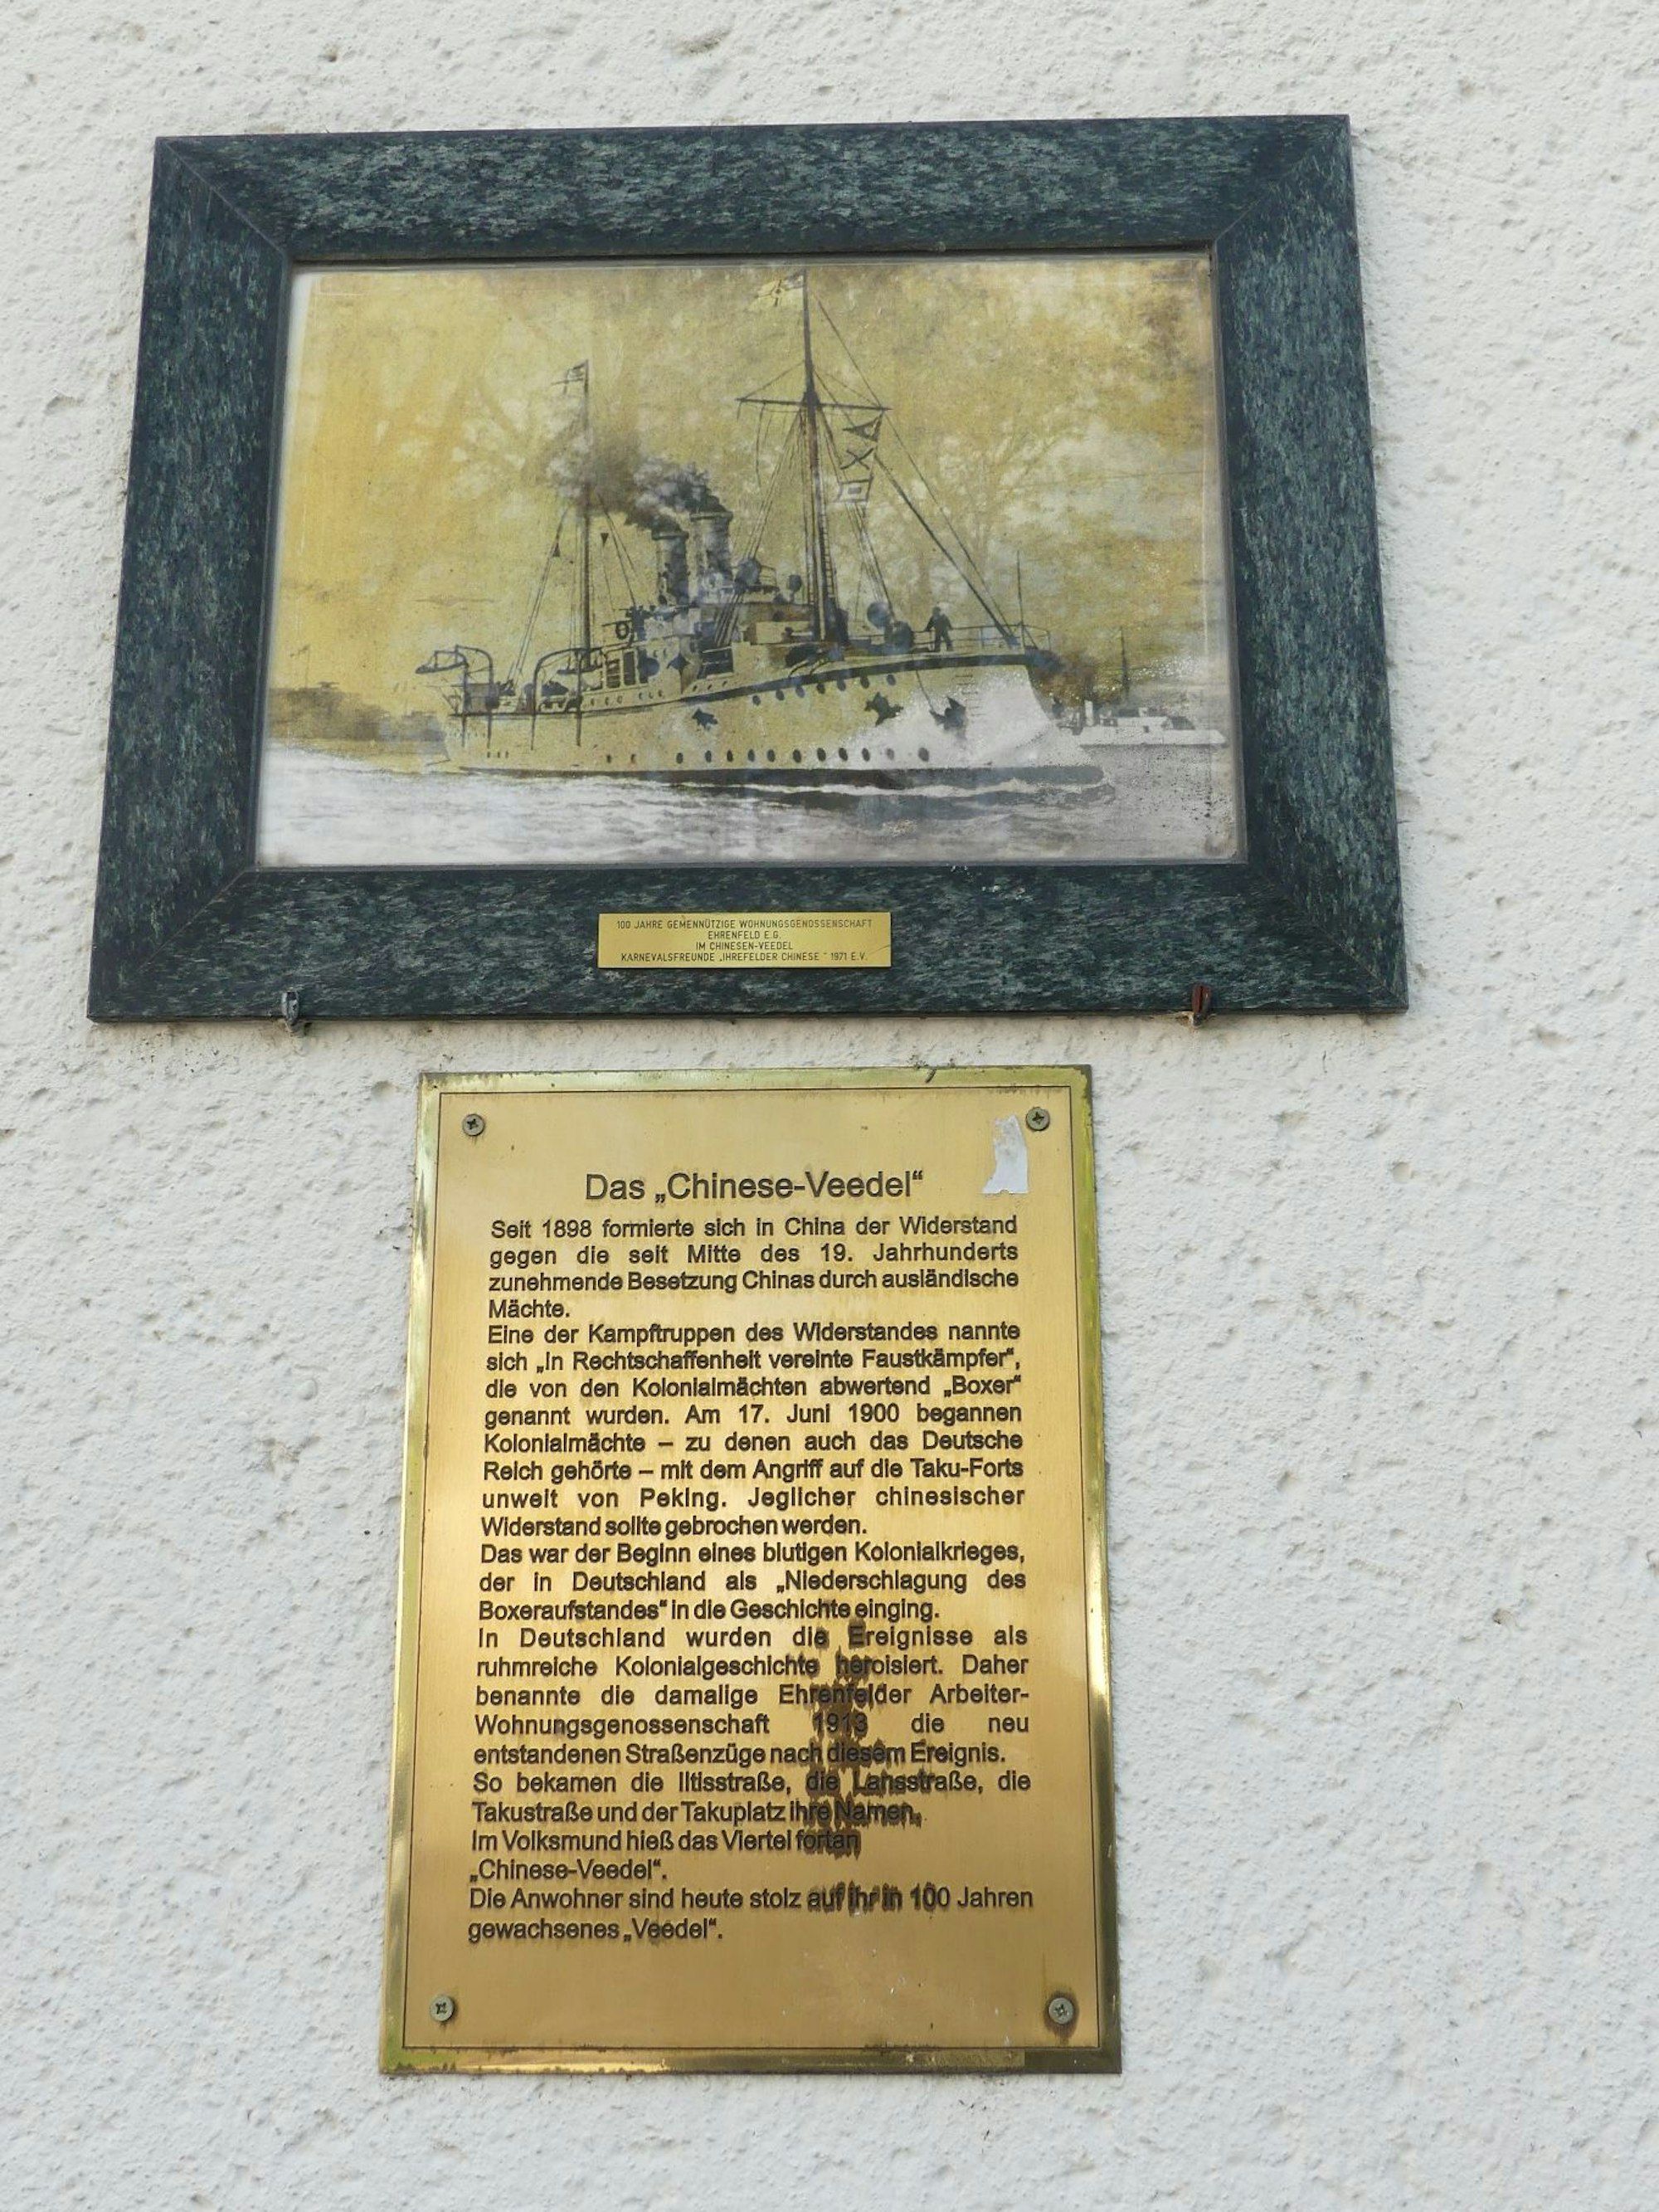 100 JAHRE GEMENNÜTZIGE WOHNUNGSGENOSSENSCHAFT
EHRENFELD E.G.
IM CHINESEN-VEEDEL
KARNEVALSFREUNDE „IHREFELDER CHINESE “ 1971 E.V.
Das „Chinese-Veedel“
Seit 1898 formierte sich in China der Widerstand
gegen die seit Mitte des 19. Jahrhunderts
zunehmende Besetzung Chinas durch ausländische
Mächte.
Eine der Kampftruppen des Widerstandes nannte
sich „In Rechtschaffenheit vereinte Faustkämpfer“,
die von den Kolonialmächten abwertend „Boxer“
genannt wurden. Am 17. Juni 1900 begannen
Kolonialmächte – zu denen auch das Deutsche
Reich gehörte – mit dem Angriff auf die Taku-Forts
unweit von Peking. Jeglicher chinesischer
Widerstand sollte gebrochen werden.
Das war der Beginn eines blutigen Kolonialkrieges,
der in Deutschland als „Niederschlagung des
Boxeraufstandes“ in die Geschichte einging.
In Deutschland wurden die Ereignisse als
ruhmreiche Kolonialgeschichte heroisiert. Daher
benannte die damalige Ehrenfelder Arbeiter-
Wohnungsgenossenschaft 1913 die neu
entstandenen Straßenzüge nach diesem Ereignis.
So bekamen die Iltisstraße, die Lansstraße, die
Takustraße und der Takuplatz ihre Namen.
Im Volksmund hieß das Viertel fortan
„Chinese-Veedel“.
Die Anwohner sind heute stolz auf ihr in 100 Jahren
gewachsenes „Veedel“.